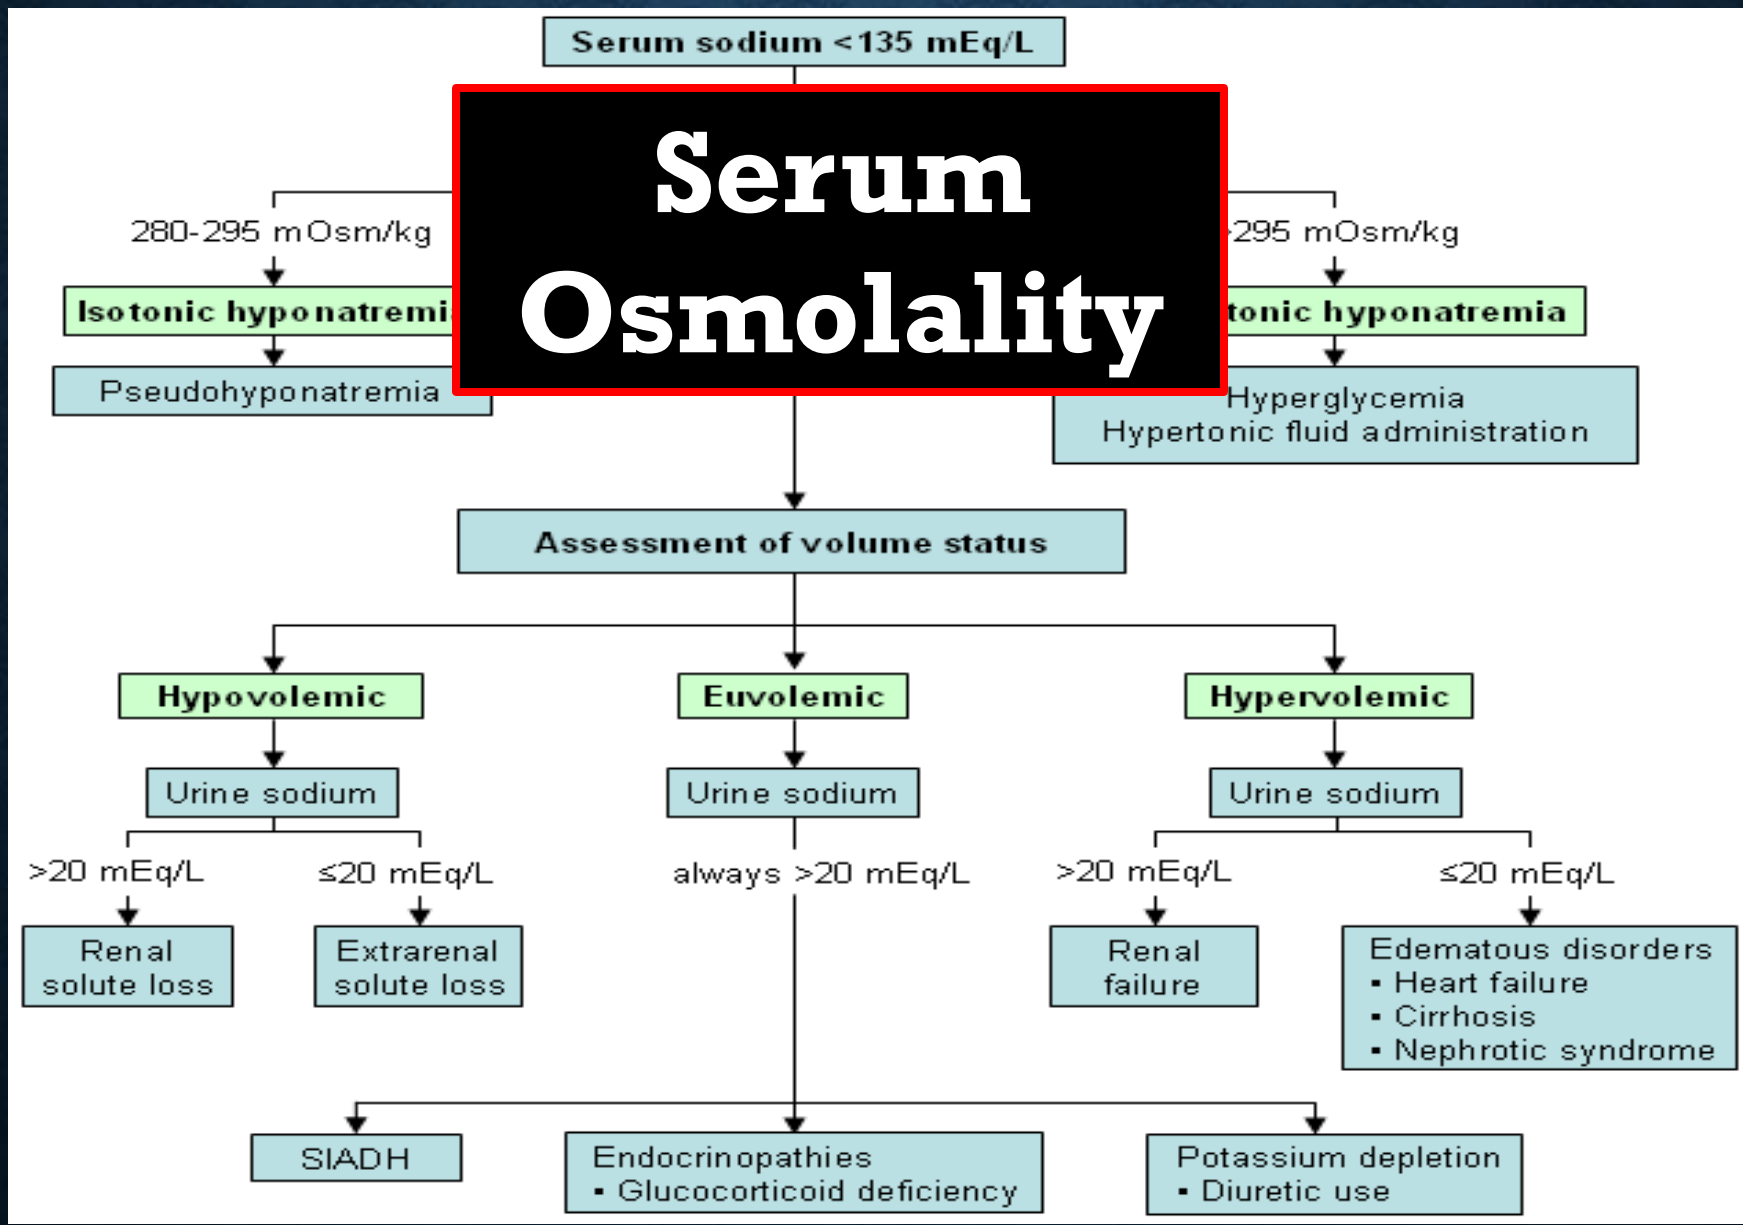 Serum sodium <135 mEq/L
Serum
Osmolality
280-295 mOsm/kg
295 mOsm/kg
Isotonic hyponatremi
tonic hyponatremia
Pseudohyponatremia
Hyperglycemia
Hypertonic fluid administration
Assessment of volume status
Hypovolemic
Euvolemic
Hypervolemic
Urine sodium
Urine sodium
Urine sodium
>20 mEq/L
≤20 mEq/L
always >20 mEq/L
>20 mEq/L
≤20 mEq/L
Renal
solute loss
Extrarenal
solute loss
Renal
failure
Edematous disorders
▪ Heart failure
▪ Cirrhosis
▪ Nephrotic syndrome
SIADH
Endocrinopathies
▪ Glucocorticoid deficiency
Potassium depletion
▪ Diuretic use